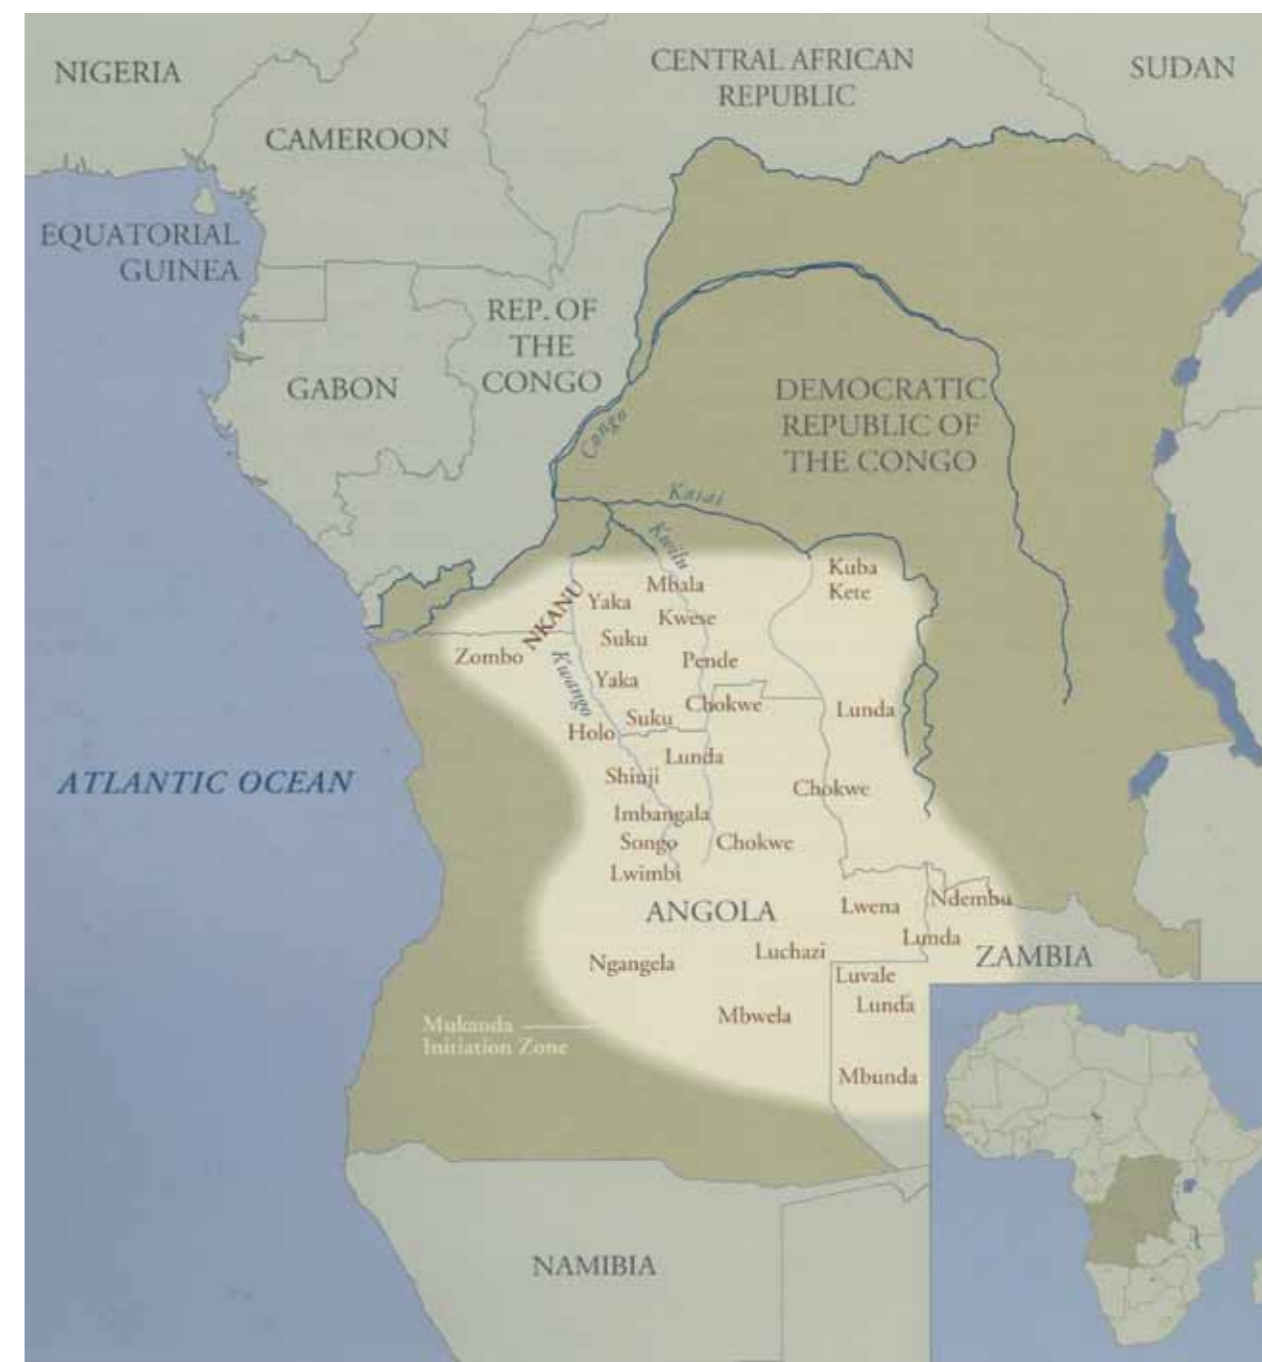 NIGERIA
CENTRAL AFRICAN
REPUBLIC
SUDAN
CAMEROON
EQUATORIAL
GUINEA
REP. OF
THE
CONGO
GABON
DEMOCRATIC
REPUBLIC OF
THE CONGO
Congo
Kasai
Kwilu
Kuba
Kete
Mbala
NKANU
Yaka
Kwese
Suku
Zombo
Kwango
Pende
Yaka
Chokwe
Lunda
Suku
Holo
Lunda
Shinji
ATLANTIC OCEAN
Chokwe
Imbangala
Songo
Chokwe
Lwimbi
ANGOLA
Lwena
Ndembu
Lunda
Luchazi
ZAMBIA
Ngangela
Luvale
Lunda
Mbwela
Mukanda
Initiation Zone
Mbunda
NAMIBIA